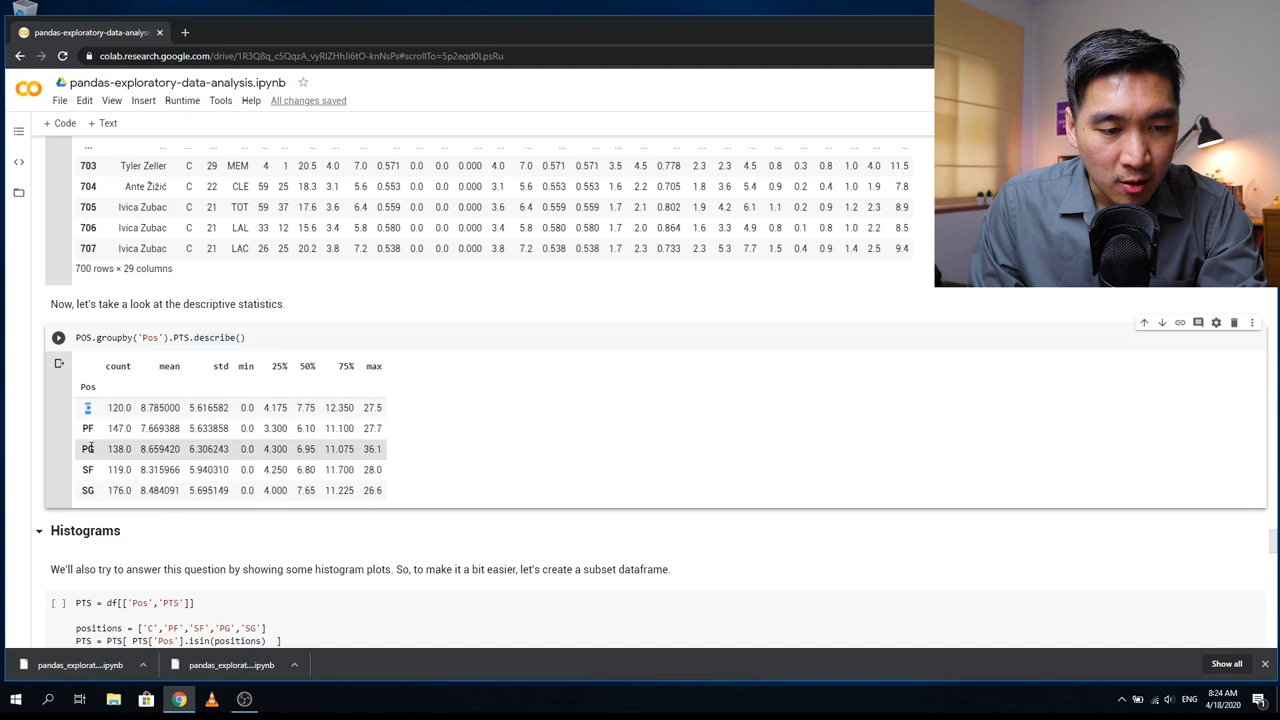 pandas-exploratory-data-analysis
colab.research.google.com/drive/1R3Q8q_c5QqzA_vyRIZHhJi6tO-knNsPs#scrollTo=5p2eqd0LpsRu
pandas-exploratory-data-analysis.ipynb
File Edit View Insert Runtime Tools Help All changes saved
+ Code + Text
... ... ... ... ... ... ... ... ... ... ... ... ... ... ... ... ... ... ... ... ... ... ... ... ... ... ... ... ... ...
703 Tyler Zeller C 29 MEM 4 1 20.5 4.0 7.0 0.571 0.0 0.0 0.000 4.0 7.0 0.571 0.571 3.5 4.5 0.778 2.3 2.3 4.5 0.8 0.3 0.8 1.0 4.0 11.5
704 Ante Žižić C 22 CLE 59 25 18.3 3.1 5.6 0.553 0.0 0.0 0.000 3.1 5.6 0.553 0.553 1.6 2.2 0.705 1.8 3.6 5.4 0.9 0.2 0.4 1.0 1.9 7.8
705 Ivica Zubac C 21 TOT 59 37 17.6 3.6 6.4 0.559 0.0 0.0 0.000 3.6 6.4 0.559 0.559 1.7 2.1 0.802 1.9 4.2 6.1 1.1 0.2 0.9 1.2 2.3 8.9
706 Ivica Zubac C 21 LAL 33 12 15.6 3.4 5.8 0.580 0.0 0.0 0.000 3.4 5.8 0.580 0.580 1.7 2.0 0.864 1.6 3.3 4.9 0.8 0.1 0.8 1.0 2.2 8.5
707 Ivica Zubac C 21 LAC 26 25 20.2 3.8 7.2 0.538 0.0 0.0 0.000 3.8 7.2 0.538 0.538 1.7 2.3 0.733 2.3 5.3 7.7 1.5 0.4 0.9 1.4 2.5 9.4
700 rows × 29 columns
Now, let's take a look at the descriptive statistics.
POS.groupby('Pos').PTS.describe()
count mean std min 25% 50% 75% max
Pos
C 120.0 8.785000 5.616582 0.0 4.175 7.75 12.350 27.5
PF 147.0 7.669388 5.633858 0.0 3.300 6.10 11.100 27.7
PG 138.0 8.659420 6.306243 0.0 4.300 6.95 11.075 36.1
SF 119.0 8.315966 5.940310 0.0 4.250 6.80 11.700 28.0
SG 176.0 8.484091 5.695149 0.0 4.000 7.65 11.225 26.6
Histograms
We'll also try to answer this question by showing some histogram plots. So, to make it a bit easier, let's create a subset dataframe.
[ ] PTS = df[['Pos','PTS']]
positions = ['C','PF','SF','PG','SG']
PTS = PTS[ PTS['Pos'].isin(positions) ]
pandas_explorat....ipynb pandas_explorat....ipynb Show all
ENG 8:24 AM
4/18/2020